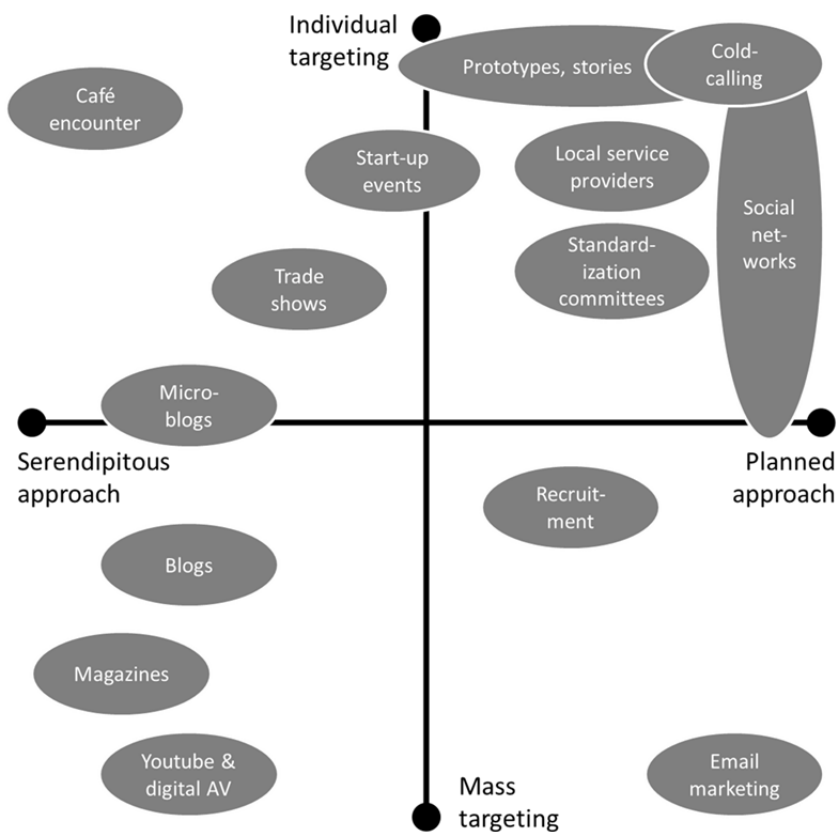 Individual
targeting
Prototypes, stories
Cold-
calling
Café
encounter
Start-up
events
Local service
providers
Social
net-
works
Standard-
ization
committees
Trade
shows
Micro-
blogs
Serendipitous
approach
Planned
approach
Recruit-
ment
Blogs
Magazines
Youtube &
digital AV
Mass
targeting
Email
marketing